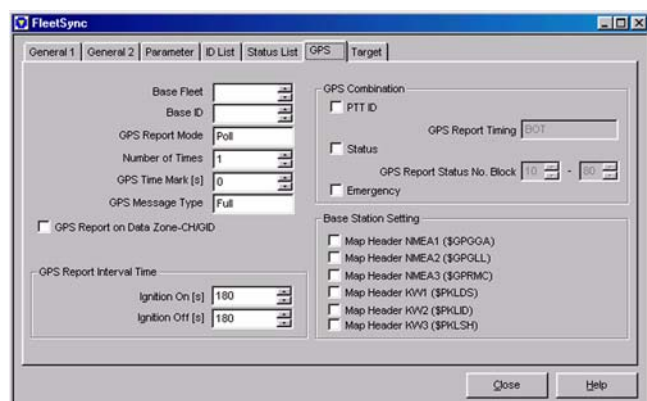 FleetSync
General 1 General 2 Parameter ID List Status List GPS Target
Base Fleet
Base ID
GPS Report Mode Poll
Number of Times 1
GPS Time Mark [s] 0
GPS Message Type Full
GPS Report on Data Zone-CH/GID
GPS Report Interval Time
Ignition On [s] 180
Ignition Off [s] 180
GPS Combination
PTT ID
GPS Report Timing BOT
Status
GPS Report Status No. Block 10 - 80
Emergency
Base Station Setting
Map Header NMEA1 ($GPGGA)
Map Header NMEA2 ($GPGLL)
Map Header NMEA3 ($GPRMC)
Map Header KW1 ($PKLDS)
Map Header KW2 ($PKLID)
Map Header KW3 ($PKLSH)
Close Help